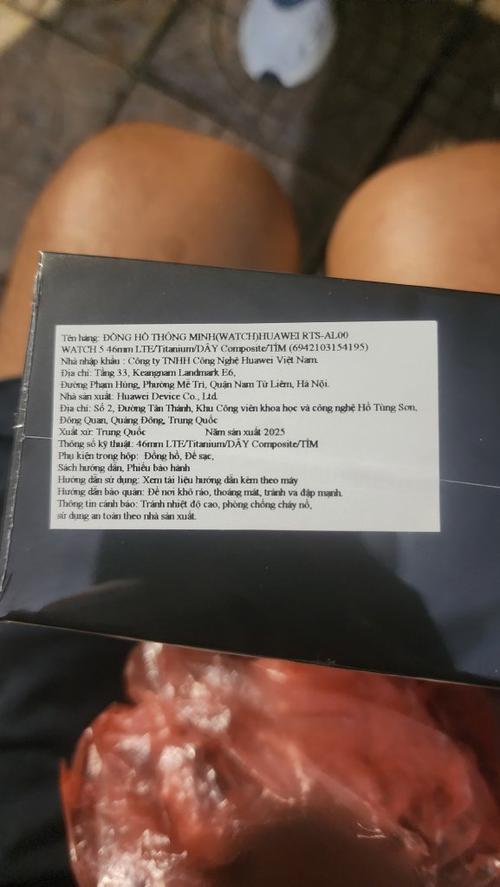 Tên hàng: ĐỒNG HỒ THÔNG MINH(WATCH)HUAWEI RTS-AL00
WATCH 5 46mm LTE/Titanium/DÂY Composite/TÍM (6942103154195)
Nhà nhập khẩu : Công ty TNHH Công Nghệ Huawei Việt Nam.
Địa chỉ: Tầng 33, Keangnam Landmark E6,
Đường Phạm Hùng, Phường Mễ Trì, Quận Nam Từ Liêm, Hà Nội.
Nhà sản xuất: Huawei Device Co., Ltd.
Địa chỉ: Số 2, Đường Tân Thành, Khu Công viên khoa học và công nghệ Hồ Tùng Sơn,
Đông Quan, Quảng Đông, Trung Quốc
Xuất xứ: Trung Quốc Năm sản xuất 2025
Thông số kỹ thuật: 46mm LTE/Titanium/DÂY Composite/TÍM
Phụ kiện trong hộp: Đồng hồ, Đế sạc,
Sách hướng dẫn, Phiếu bảo hành
Hướng dẫn sử dụng: Xem tài liệu hướng dẫn kèm theo máy
Hướng dẫn bảo quản: Để nơi khô ráo, thoáng mát, tránh va đập mạnh.
Thông tin cảnh báo: Tránh nhiệt độ cao, phòng chống cháy nổ,
sử dụng an toàn theo nhà sản xuất.